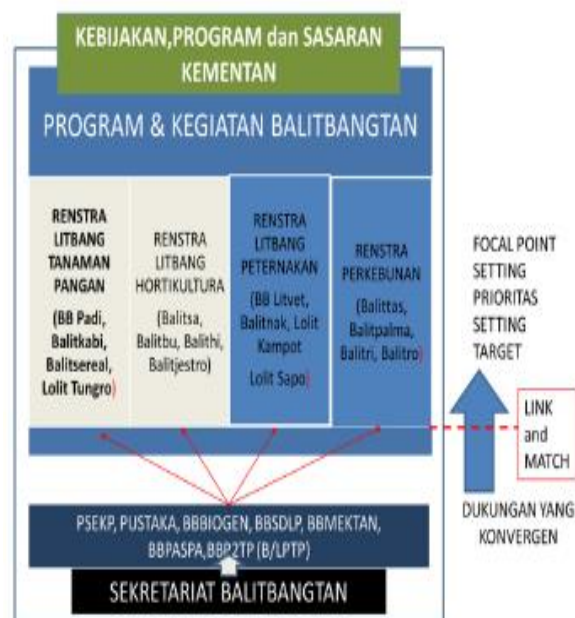 KEBIJAKAN,PROGRAM dan SASARAN
KEMENTAN
PROGRAM & KEGIATAN BALITBANGTAN
RENSTRA
LITBANG
TANAMAN
PANGAN
(BB Padi,
Balitkabi,
Balitsereal,
Lolit Tungro)
RENSTRA
LITBANG
HORTIKULTURA
(Balitsa,
Balitbu, Balithi,
Balitjestro)
RENSTRA
LITBANG
PETERNAKAN
(BB Litvet,
Balitnak, Lolit
Kampot
Lolit Sapo)
RENSTRA
PERKEBUNAN
(Balittas,
Balitpalma,
Balitri, Balitro)
FOCAL POINT
SETTING
PRIORITAS
SETTING
TARGET
LINK
and
MATCH
DUKUNGAN YANG
KONVERGEN
PSEKP, PUSTAKA, BBBIOGEN, BBSDLP, BBMEKTAN,
BBPASPA,BBP2TP (B/LPTP)
SEKRETARIAT BALITBANGTAN